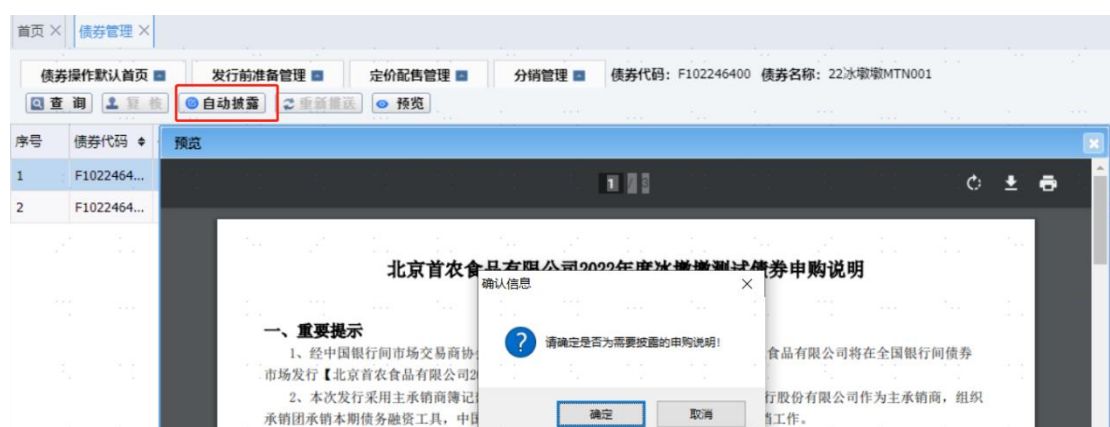 首页 债券管理
债券操作默认首页 发行前准备管理 定价配售管理 分销管理 债券代码：F102246400 债券名称：22冰墩墩MTN001
查 询 复 核 自动披露 重新推送 预览
序号 债券代码 预览
1 F1022464...
2 F1022464...
1 / 3
北京首农食品有限公司2022年度冰墩墩测试债券申购说明
确认信息
一、重要提示
请确定是否为需要披露的申购说明!
1、经中国银行间市场交易商协 食品有限公司将在全国银行间债券
市场发行【北京首农食品有限公司2
2、本次发行采用主承销商簿记 行股份有限公司作为主承销商，组织
承销团承销本期债务融资工具，中 销工作。
确定 取消